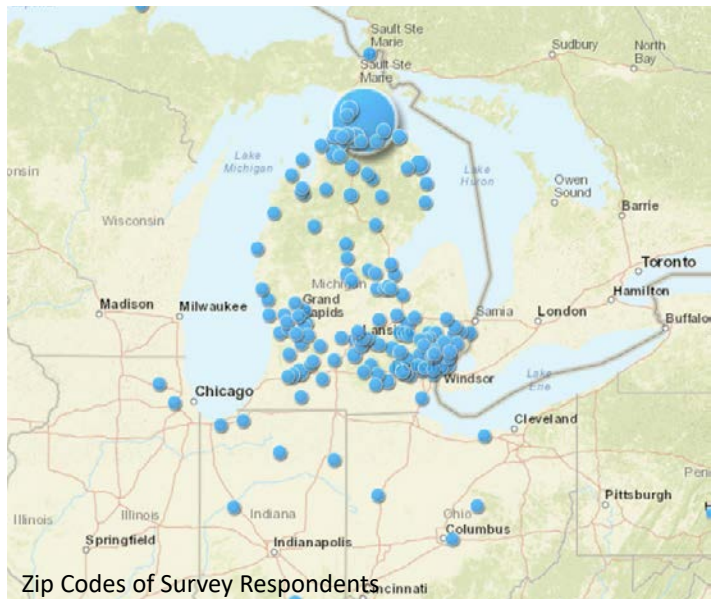 Sault Ste
Marie
Sault Ste
Marie
Sudbury
North
Bay
Lake
Michigan
Lake
Huron
onsin
Owen
Sound
Wisconsin
Barrie
Toronto
Michigan
Hamilton
Grand
Rapids
Madison
Milwaukee
Sarnia
London
Buffalo
Lansing
Lake
Erie
Windsor
Chicago
Cleveland
Pen
Pittsburgh
Illinois
Illinois
Indiana
Ohio
H
Columbus
Springfield
Indianapolis
Zip Codes of Survey Respondents
Cincinnati